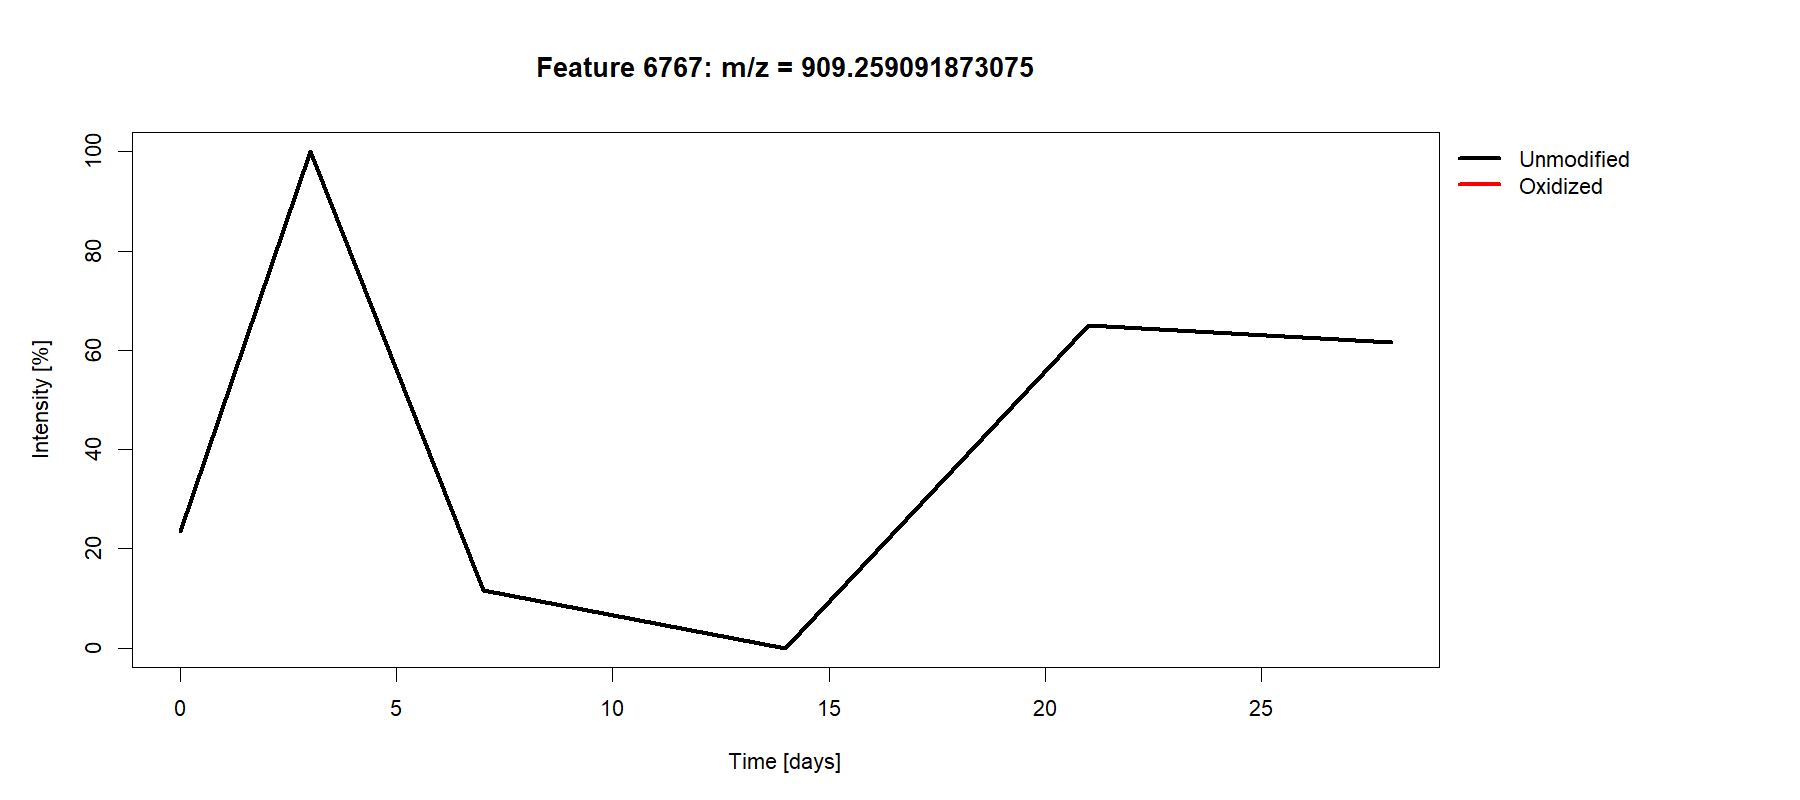 Feature 6767: m/z = 909.259091873075
Unmodified
Oxidized
Intensity [%]
100
80
60
40
20
0
0 5 10 15 20 25
Time [days]